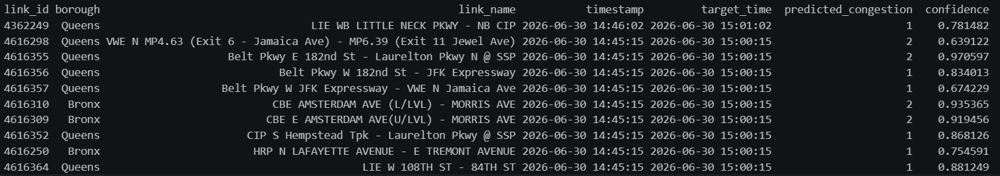 link_id borough link_name timestamp target_time predicted_congestion confidence
4362249 Queens LIE WB LITTLE NECK PKWY - NB CIP 2026-06-30 14:46:02 2026-06-30 15:01:02 1 0.781482
4616298 Queens VWE N MP4.63 (Exit 6 - Jamaica Ave) - MP6.39 (Exit 11 Jewel Ave) 2026-06-30 14:45:15 2026-06-30 15:00:15 2 0.639122
4616355 Queens Belt Pkwy E 182nd St - Laurelton Pkwy N @ SSP 2026-06-30 14:45:15 2026-06-30 15:00:15 2 0.970597
4616356 Queens Belt Pkwy W 182nd St - JFK Expressway 2026-06-30 14:45:15 2026-06-30 15:00:15 1 0.834013
4616357 Queens Belt Pkwy W JFK Expressway - VWE N Jamaica Ave 2026-06-30 14:45:15 2026-06-30 15:00:15 1 0.674229
4616310 Bronx CBE AMSTERDAM AVE (L/LVL) - MORRIS AVE 2026-06-30 14:45:15 2026-06-30 15:00:15 2 0.935365
4616309 Bronx CBE E AMSTERDAM AVE(U/LVL) - MORRIS AVE 2026-06-30 14:45:15 2026-06-30 15:00:15 2 0.919456
4616352 Queens CIP S Hempstead Tpk - Laurelton Pkwy @ SSP 2026-06-30 14:45:15 2026-06-30 15:00:15 1 0.868126
4616250 Bronx HRP N LAFAYETTE AVENUE - E TREMONT AVENUE 2026-06-30 14:45:15 2026-06-30 15:00:15 1 0.754591
4616364 Queens LIE W 108TH ST - 84TH ST 2026-06-30 14:45:15 2026-06-30 15:00:15 1 0.881249